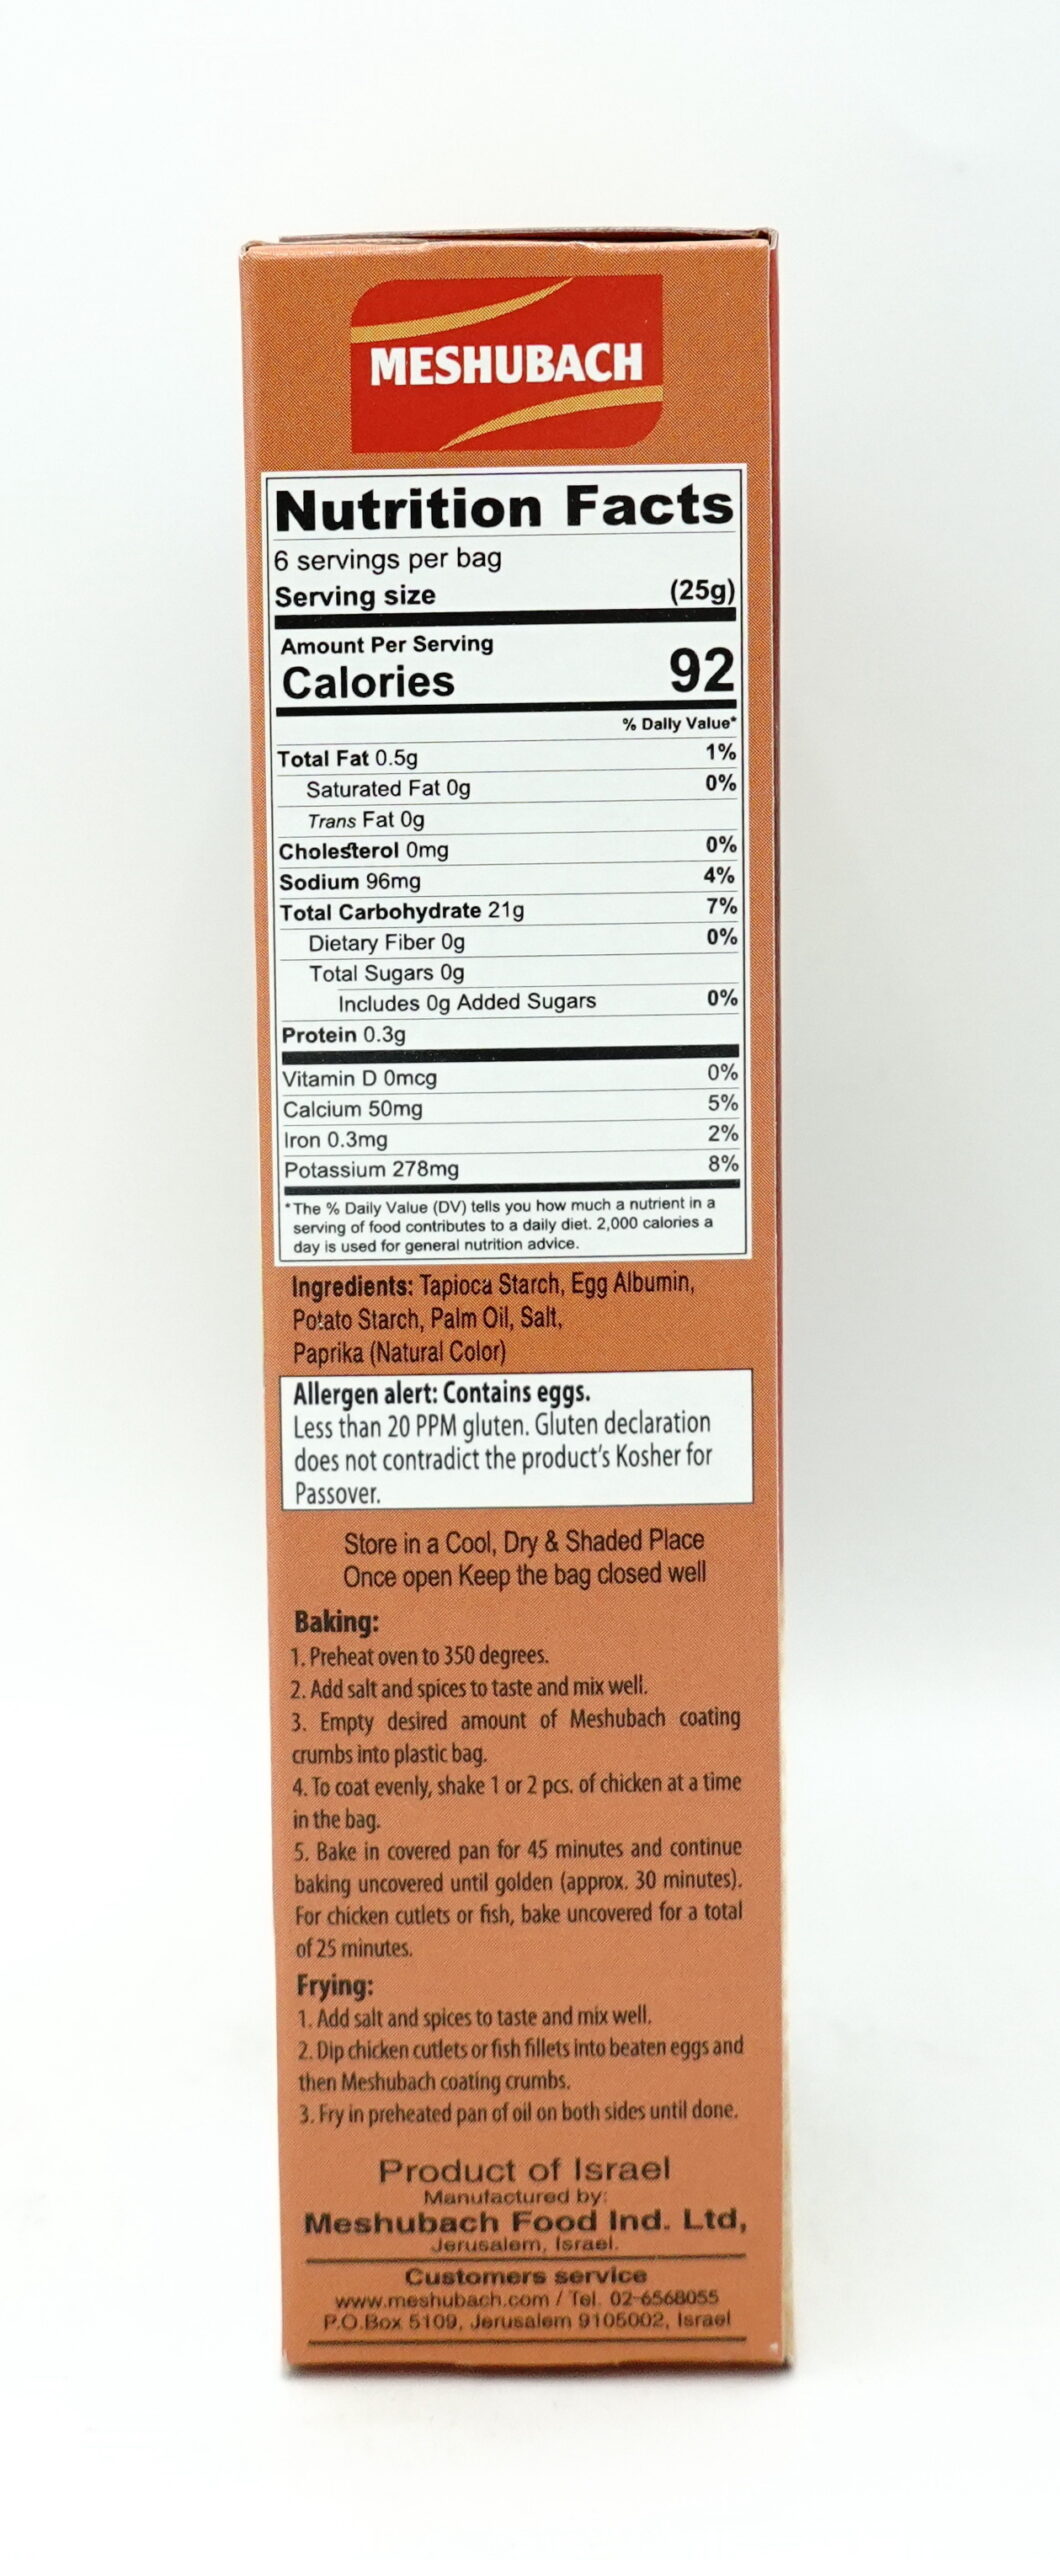 MESHUBACH
Nutrition Facts
6 servings per bag
Serving size (25g)
Amount Per Serving
Calories 92
% Daily Value*
Total Fat 0.5g 1%
Saturated Fat 0g 0%
Trans Fat 0g
Cholesterol 0mg 0%
Sodium 96mg 4%
Total Carbohydrate 21g 7%
Dietary Fiber 0g 0%
Total Sugars 0g
Includes 0g Added Sugars 0%
Protein 0.3g
Vitamin D 0mcg 0%
Calcium 50mg 5%
Iron 0.3mg 2%
Potassium 278mg 8%
*The % Daily Value (DV) tells you how much a nutrient in a
serving of food contributes to a daily diet. 2,000 calories a
day is used for general nutrition advice.
Ingredients: Tapioca Starch, Egg Albumin,
Potato Starch, Palm Oil, Salt,
Paprika (Natural Color)
Allergen alert: Contains eggs.
Less than 20 PPM gluten. Gluten declaration
does not contradict the product's Kosher for
Passover.
Store in a Cool, Dry & Shaded Place
Once open Keep the bag closed well
Baking:
1. Preheat oven to 350 degrees.
2. Add salt and spices to taste and mix well.
3. Empty desired amount of Meshubach coating
crumbs into plastic bag.
4. To coat evenly, shake 1 or 2 pcs. of chicken at a time
in the bag.
5. Bake in covered pan for 45 minutes and continue
baking uncovered until golden (approx. 30 minutes).
For chicken cutlets or fish, bake uncovered for a total
of 25 minutes.
Frying:
1. Add salt and spices to taste and mix well.
2. Dip chicken cutlets or fish fillets into beaten eggs and
then Meshubach coating crumbs.
3. Fry in preheated pan of oil on both sides until done.
Product of Israel
Manufactured by:
Meshubach Food Ind. Ltd,
Jerusalem, Israel.
Customers service
www.meshubach.com / Tel. 02-6568055
P.O.Box 5109, Jerusalem 9105002, Israel